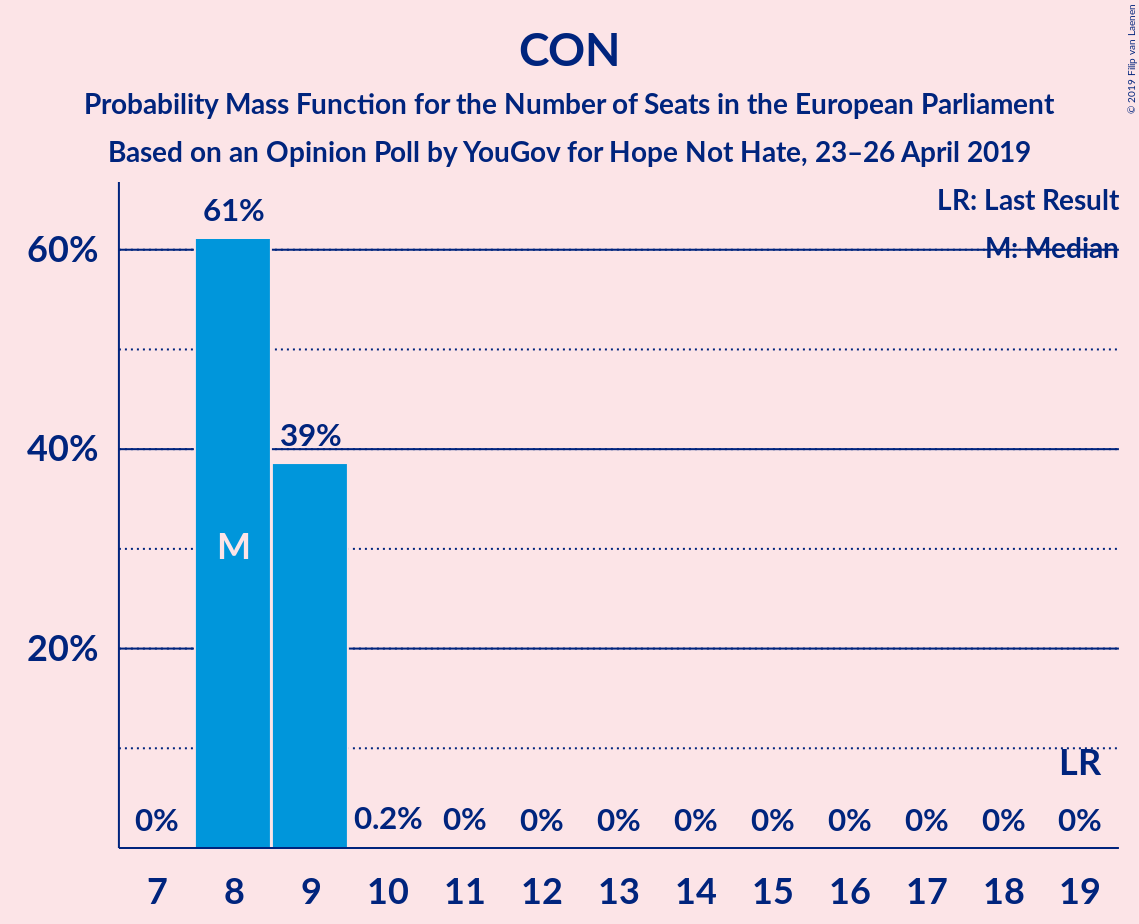 CON
Probability Mass Function for the Number of Seats in the European Parliament
Based on an Opinion Poll by YouGov for Hope Not Hate, 23–26 April 2019
© 2019 Filip van Laenen
LR: Last Result
M: Median
61%
60%
39%
40%
M
20%
LR
0% 0.2% 0% 0% 0% 0% 0% 0% 0% 0% 0%
7 8 9 10 11 12 13 14 15 16 17 18 19